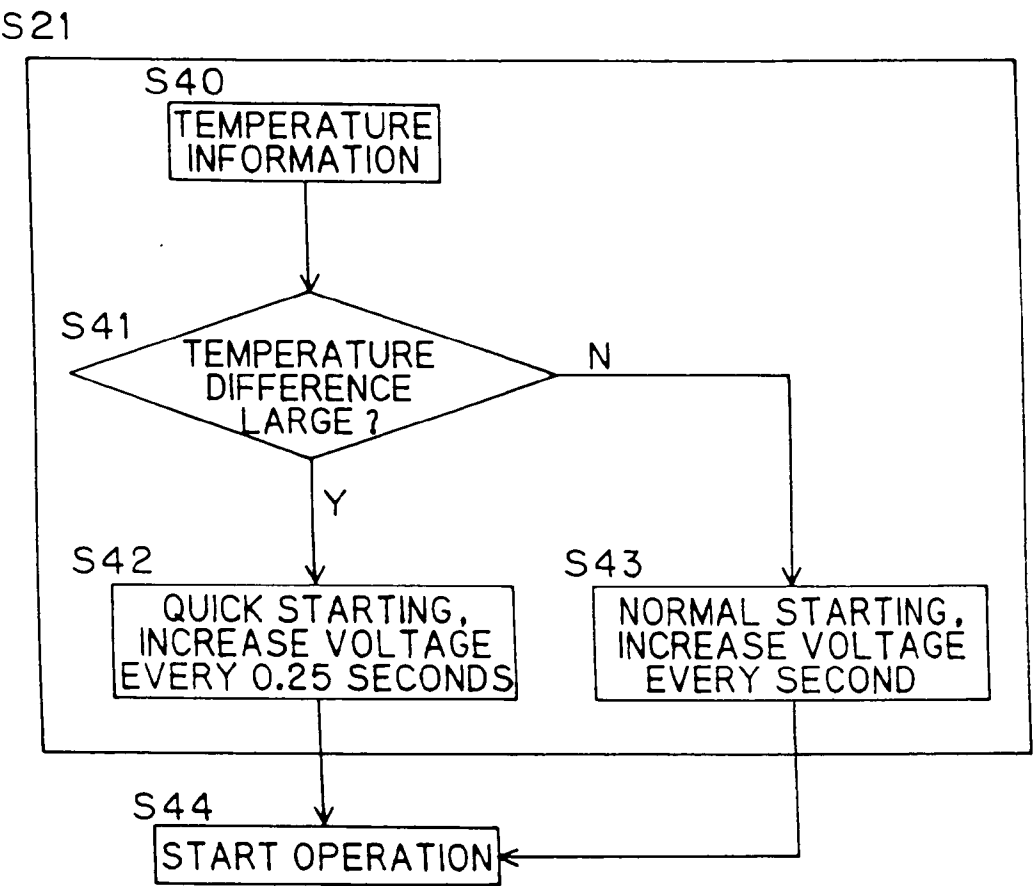 S21
S40
TEMPERATURE
INFORMATION
S41
TEMPERATURE
DIFFERENCE
LARGE ?
N
Y
S42
QUICK STARTING,
INCREASE VOLTAGE
EVERY 0.25 SECONDS
S43
NORMAL STARTING,
INCREASE VOLTAGE
EVERY SECOND
S44
START OPERATION